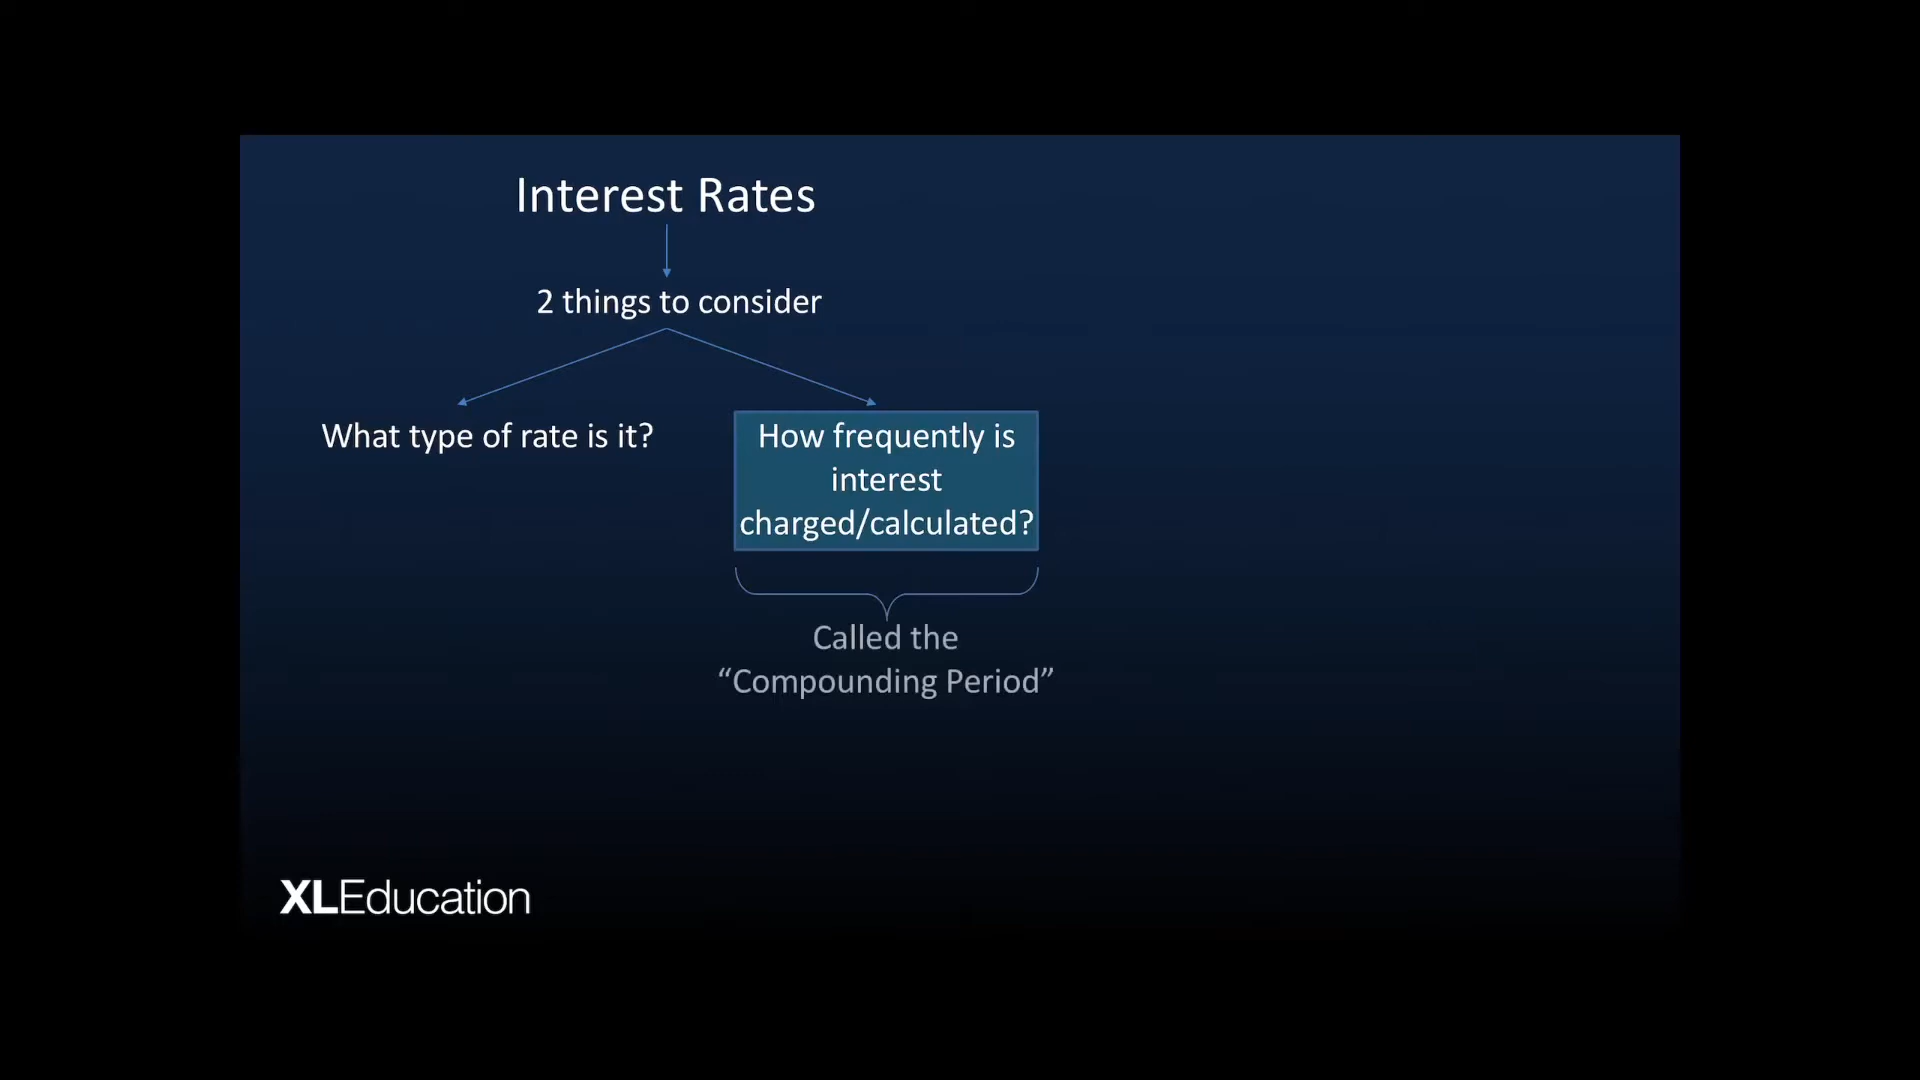 Interest Rates
2 things to consider
What type of rate is it?
How frequently is
interest
charged/calculated?
Called the
“Compounding Period”
XLEducation